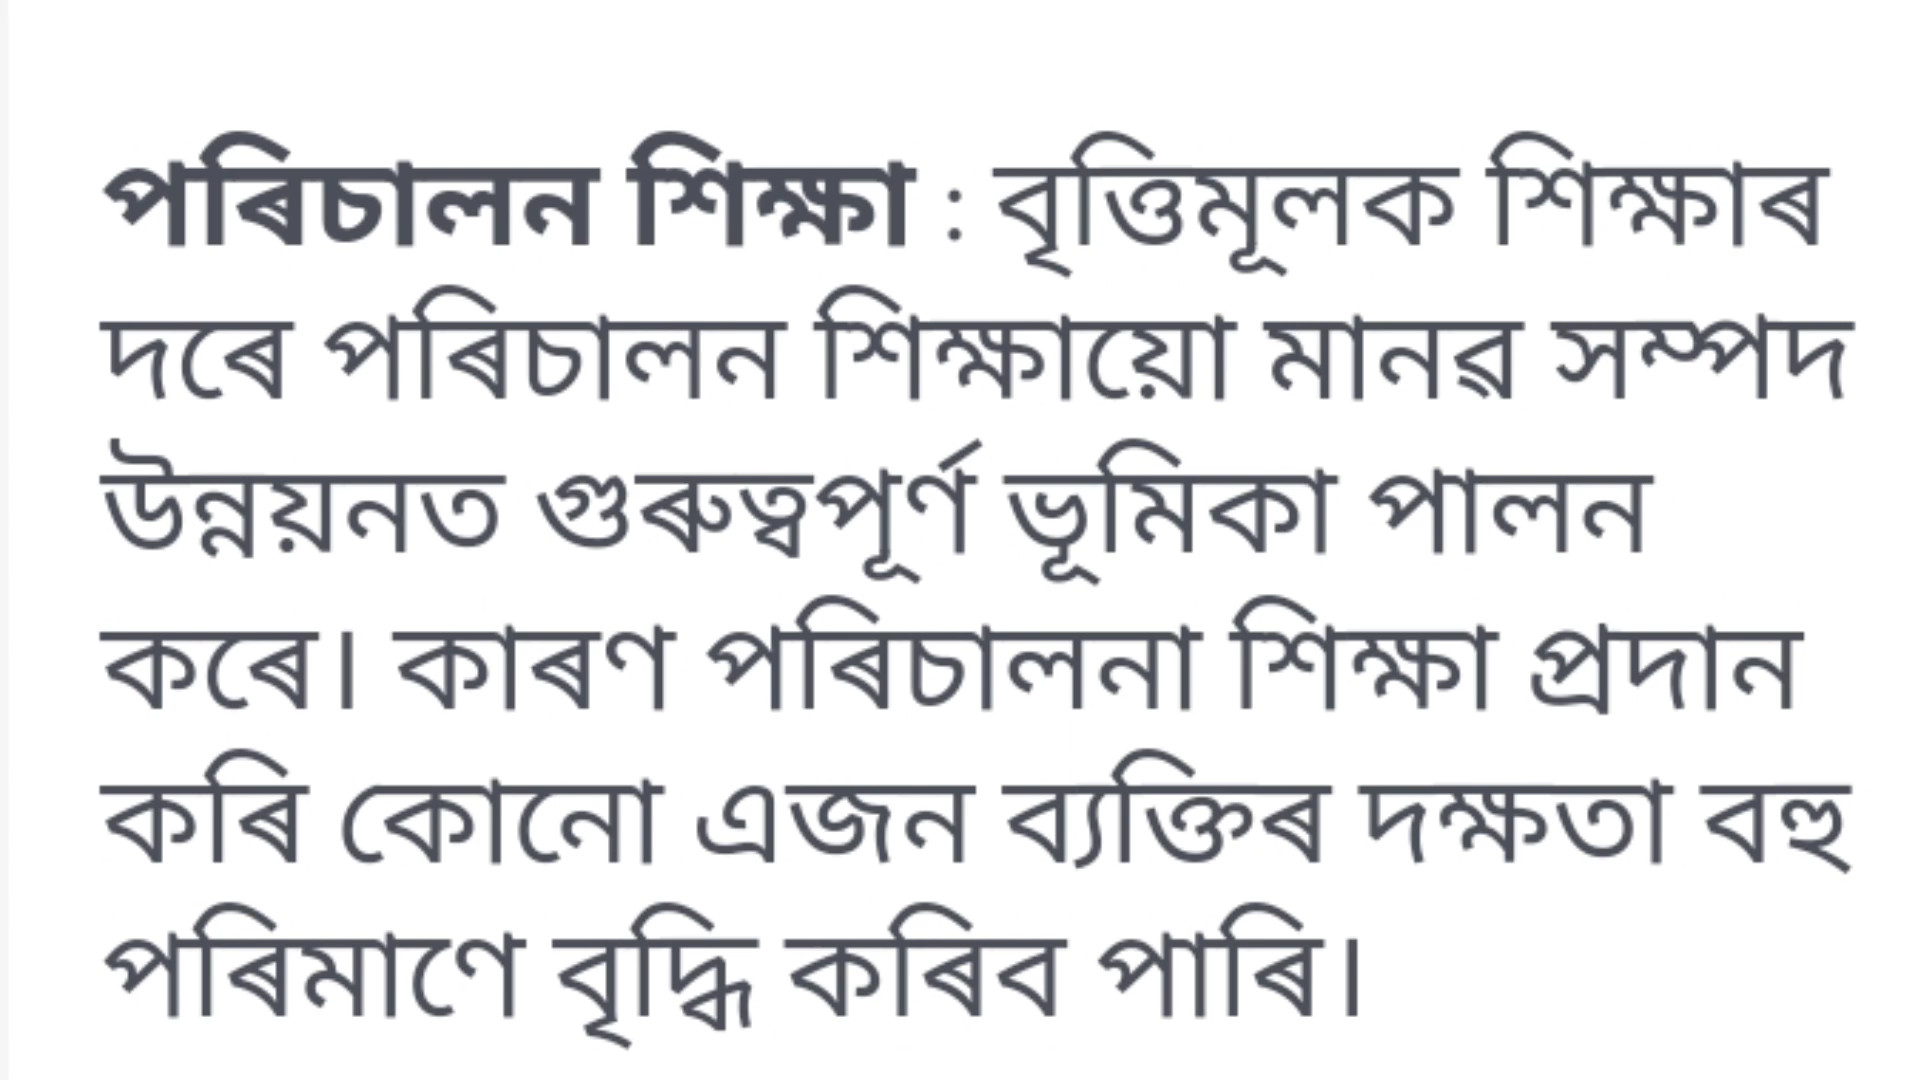 পৰিচালন শিক্ষা : বৃত্তিমূলক শিক্ষাৰ
দৰে পৰিচালন শিক্ষায়ো মানৱ সম্পদ
উন্নয়নত গুৰুত্বপূৰ্ণ ভূমিকা পালন
কৰে। কাৰণ পৰিচালনা শিক্ষা প্ৰদান
কৰি কোনো এজন ব্যক্তিৰ দক্ষতা বহু
পৰিমাণে বৃদ্ধি কৰিব পাৰি।